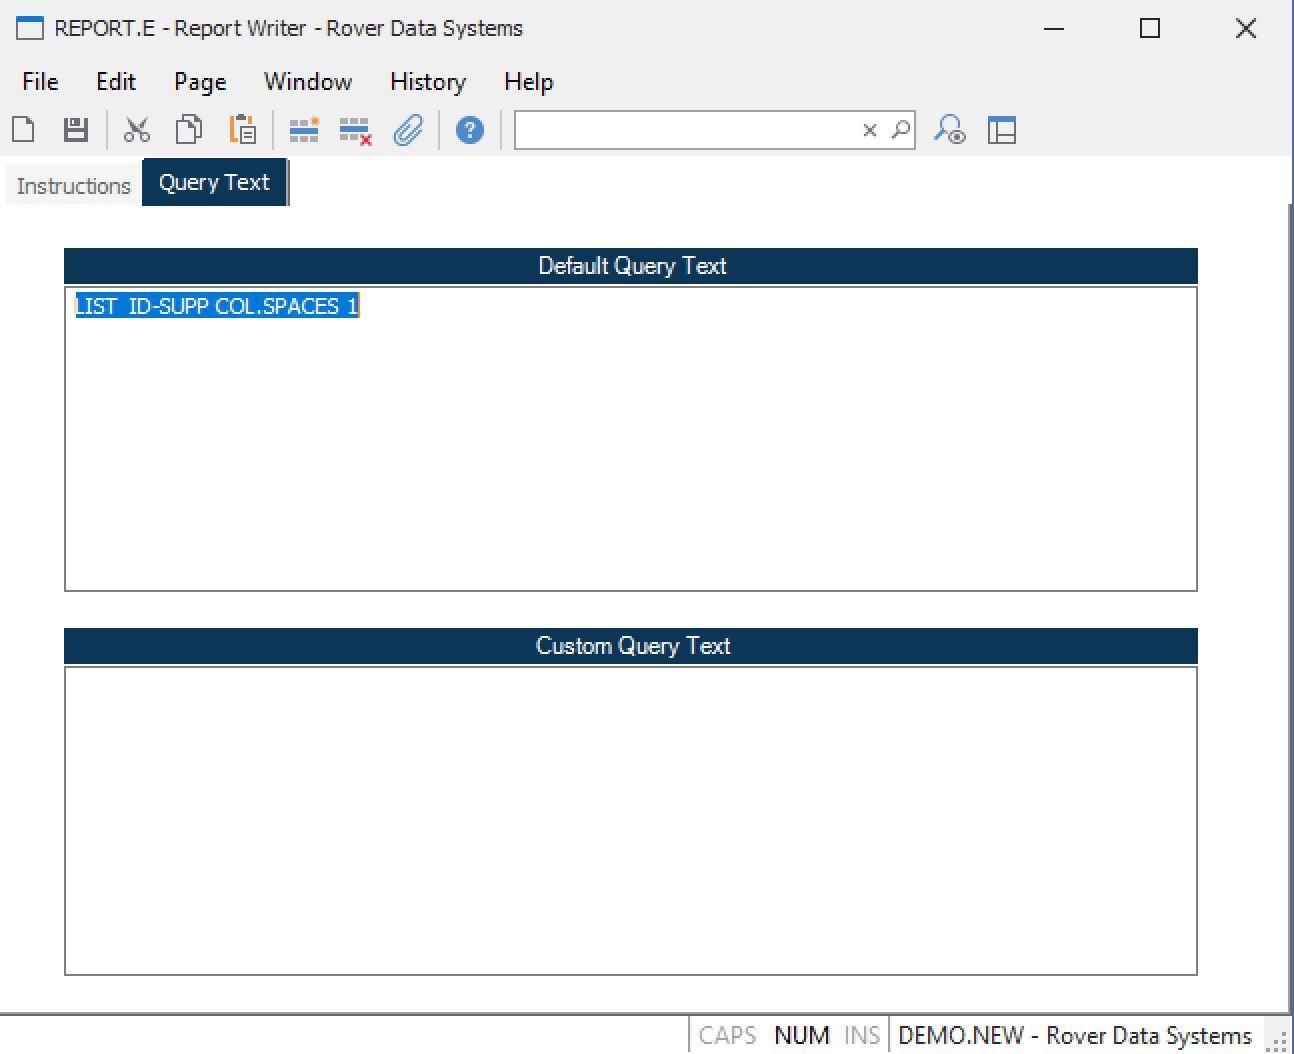 REPORT.E - Report Writer - Rover Data Systems
File Edit Page Window History Help
Instructions Query Text
Default Query Text
LIST  ID-SUPP COL.SPACES 1
Custom Query Text
CAPS NUM INS DEMO.NEW - Rover Data Systems